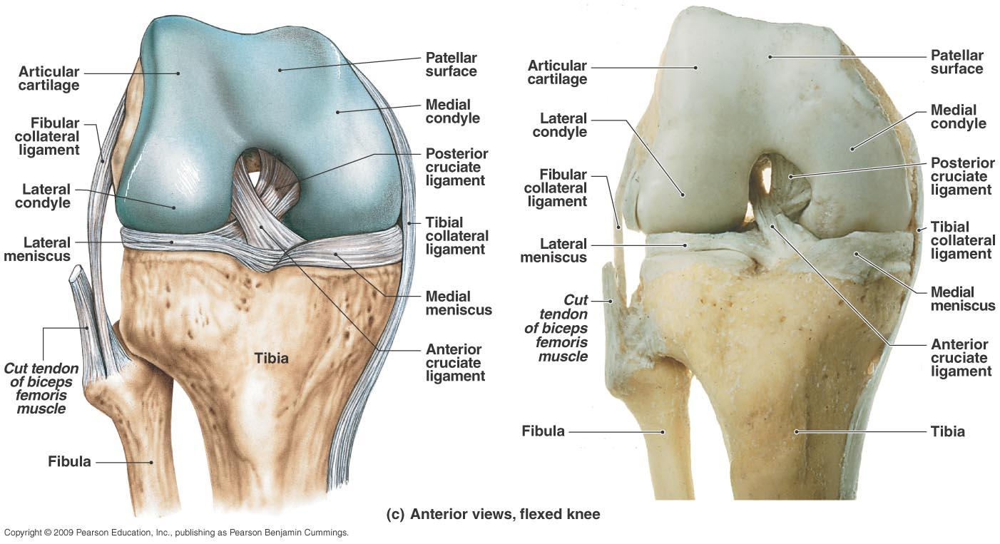 Articular
cartilage
Fibular
collateral
ligament
Lateral
condyle
Lateral
meniscus
Cut tendon
of biceps
femoris
muscle
Fibula
Tibia
Patellar
surface
Medial
condyle
Posterior
cruciate
ligament
Tibial
collateral
ligament
Medial
meniscus
Anterior
cruciate
ligament
Articular
cartilage
Lateral
condyle
Fibular
collateral
ligament
Lateral
meniscus
Cut
tendon
of biceps
femoris
muscle
Fibula
Patellar
surface
Medial
condyle
Posterior
cruciate
ligament
Tibial
collateral
ligament
Medial
meniscus
Anterior
cruciate
ligament
Tibia
(c) Anterior views, flexed knee
Copyright © 2009 Pearson Education, Inc., publishing as Pearson Benjamin Cummings.